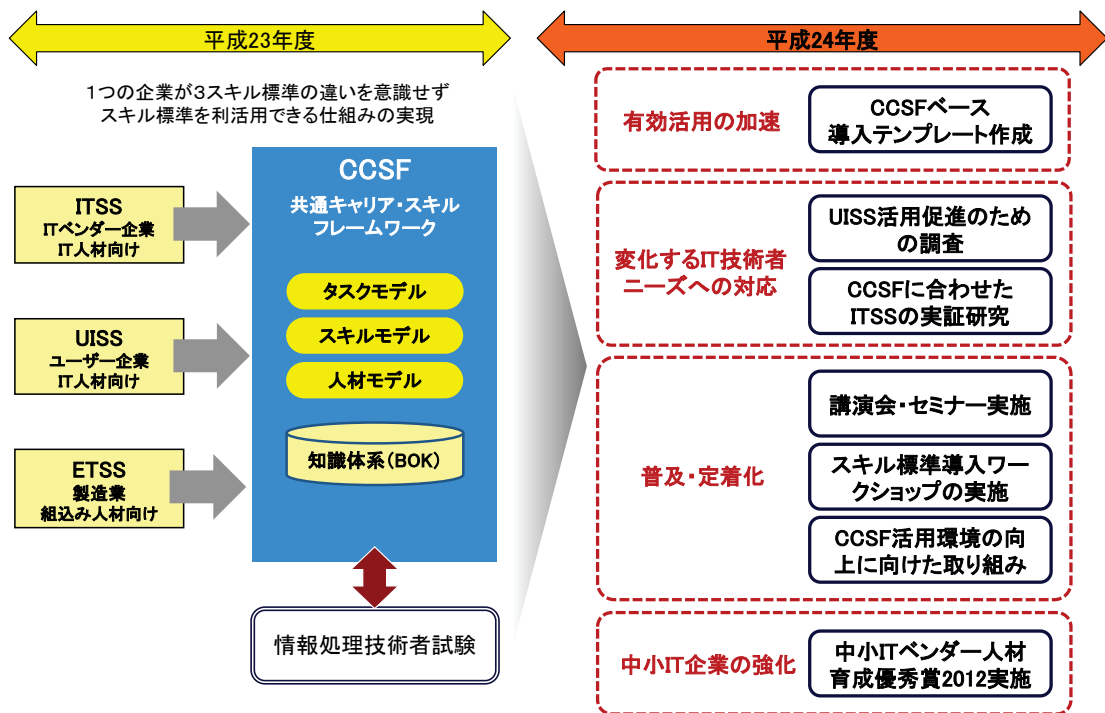 平成23年度
1つの企業が3スキル標準の違いを意識せず
スキル標準を利活用できる仕組みの実現
ITSS
ITベンダー企業
IT人材向け
UISS
ユーザー企業
IT人材向け
ETSS
製造業
組込み人材向け
CCSF
共通キャリア・スキル
フレームワーク
タスクモデル
スキルモデル
人材モデル
知識体系(BOK)
情報処理技術者試験
平成24年度
有効活用の加速
CCSFベース
導入テンプレート作成
変化するIT技術者
ニーズへの対応
UISS活用促進のため
の調査
CCSFに合わせた
ITSSの実証研究
普及・定着化
講演会・セミナー実施
スキル標準導入ワー
クショップの実施
CCSF活用環境の向
上に向けた取り組み
中小IT企業の強化
中小ITベンダー人材
育成優秀賞2012実施